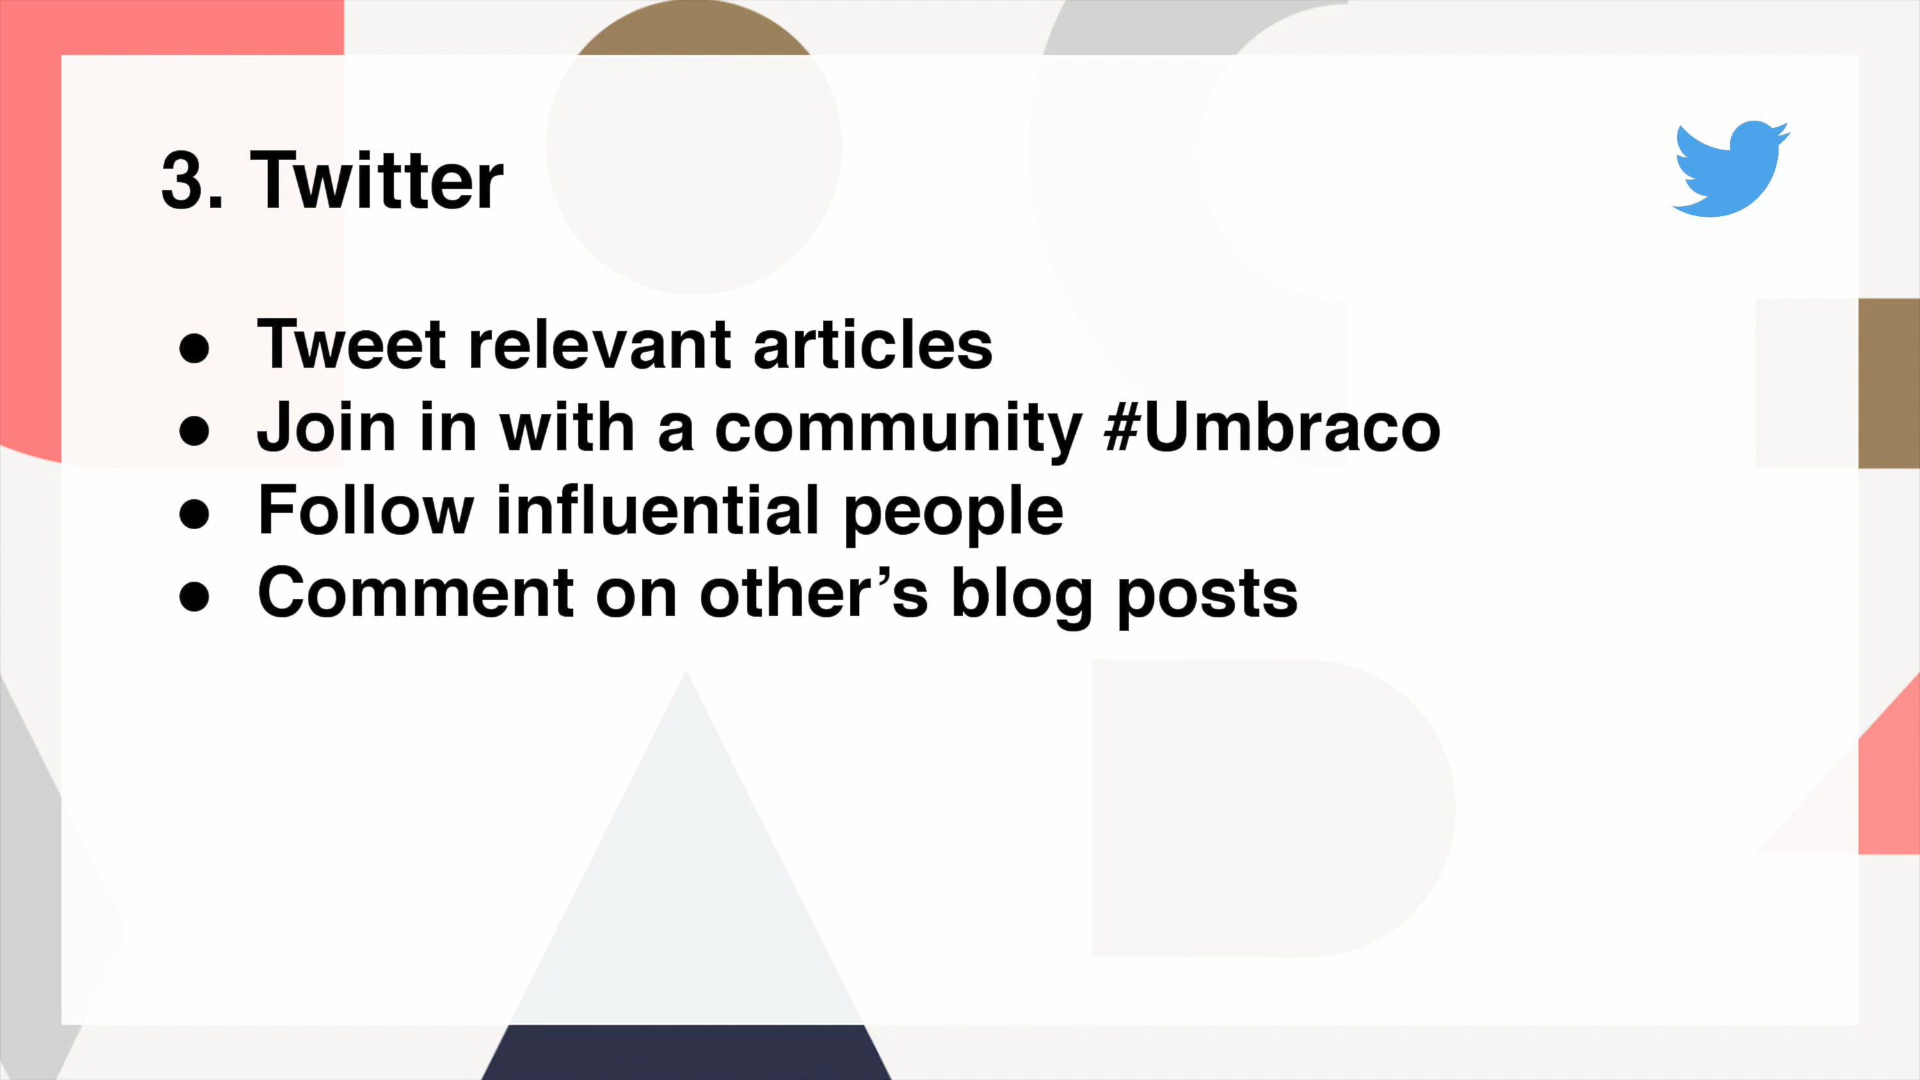 3. Twitter
● Tweet relevant articles
● Join in with a community #Umbraco
● Follow influential people
● Comment on other’s blog posts